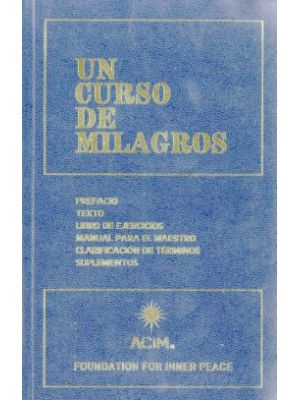 UN
CURSO
DE
MILAGROS
PREFACIO
TEXTO
LIBRO DE EJERCICIOS
MANUAL PARA EL MAESTRO
CLARIFICACIÓN DE TÉRMINOS
SUPLEMENTOS
ACIM.
FOUNDATION FOR INNER PEACE